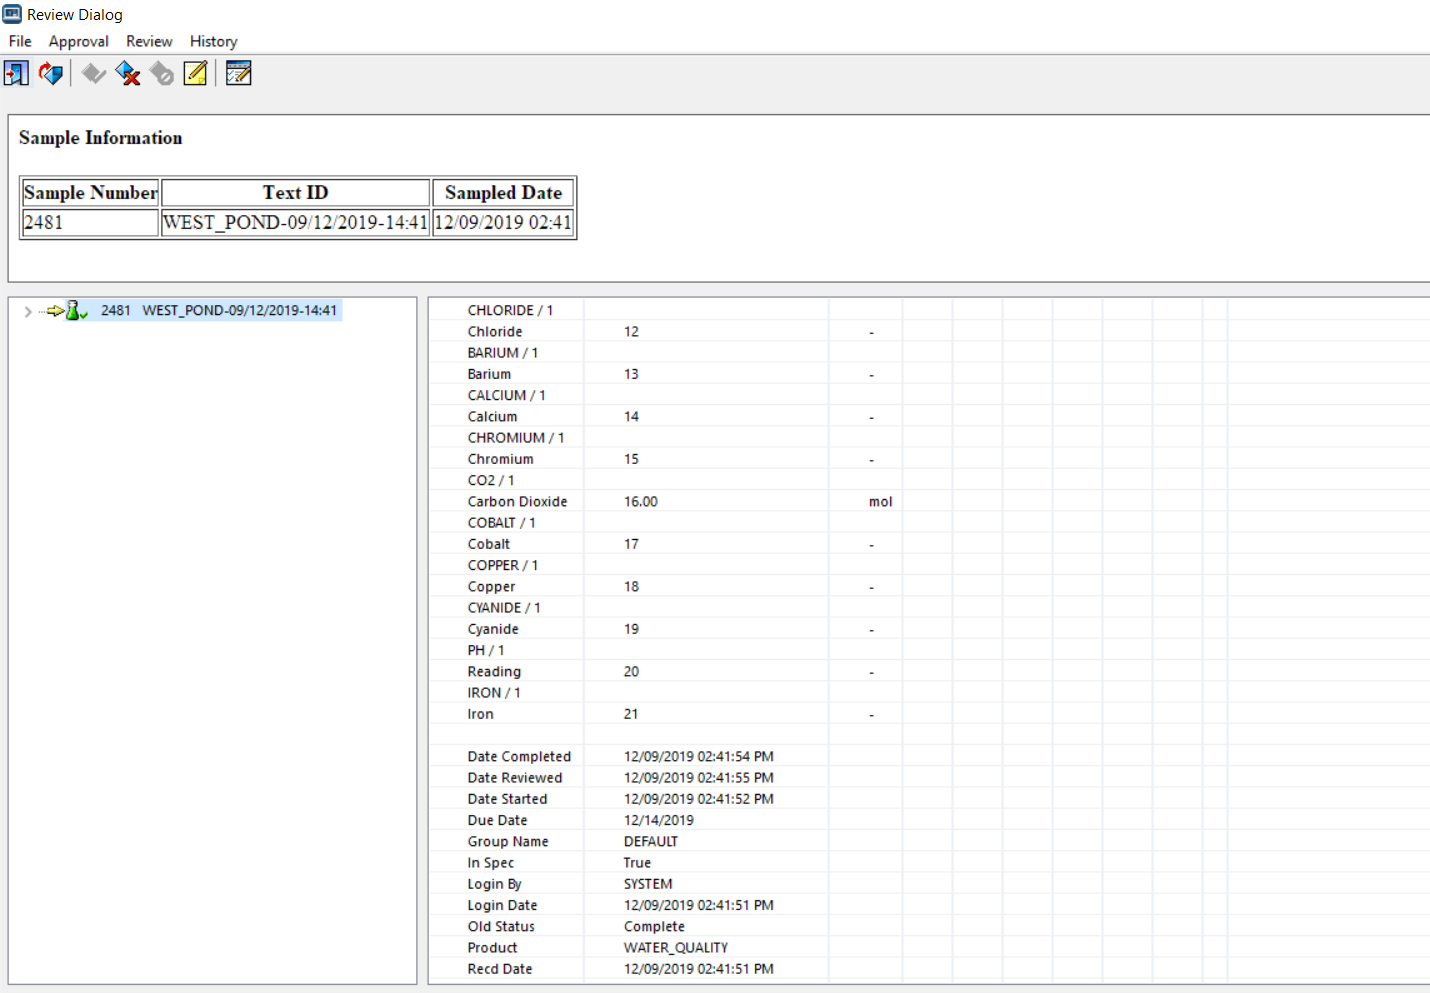 Review Dialog
File Approval Review History
Sample Information
Sample Number Text ID Sampled Date
2481 WEST_POND-09/12/2019-14:41 12/09/2019 02:41
2481 WEST_POND-09/12/2019-14:41
CHLORIDE / 1
Chloride 12 -
BARIUM / 1
Barium 13 -
CALCIUM / 1
Calcium 14 -
CHROMIUM / 1
Chromium 15 -
CO2 / 1
Carbon Dioxide 16.00 mol
COBALT / 1
Cobalt 17 -
COPPER / 1
Copper 18 -
CYANIDE / 1
Cyanide 19 -
PH / 1
Reading 20 -
IRON / 1
Iron 21 -
Date Completed 12/09/2019 02:41:54 PM
Date Reviewed 12/09/2019 02:41:55 PM
Date Started 12/09/2019 02:41:52 PM
Due Date 12/14/2019
Group Name DEFAULT
In Spec True
Login By SYSTEM
Login Date 12/09/2019 02:41:51 PM
Old Status Complete
Product WATER_QUALITY
Recd Date 12/09/2019 02:41:51 PM